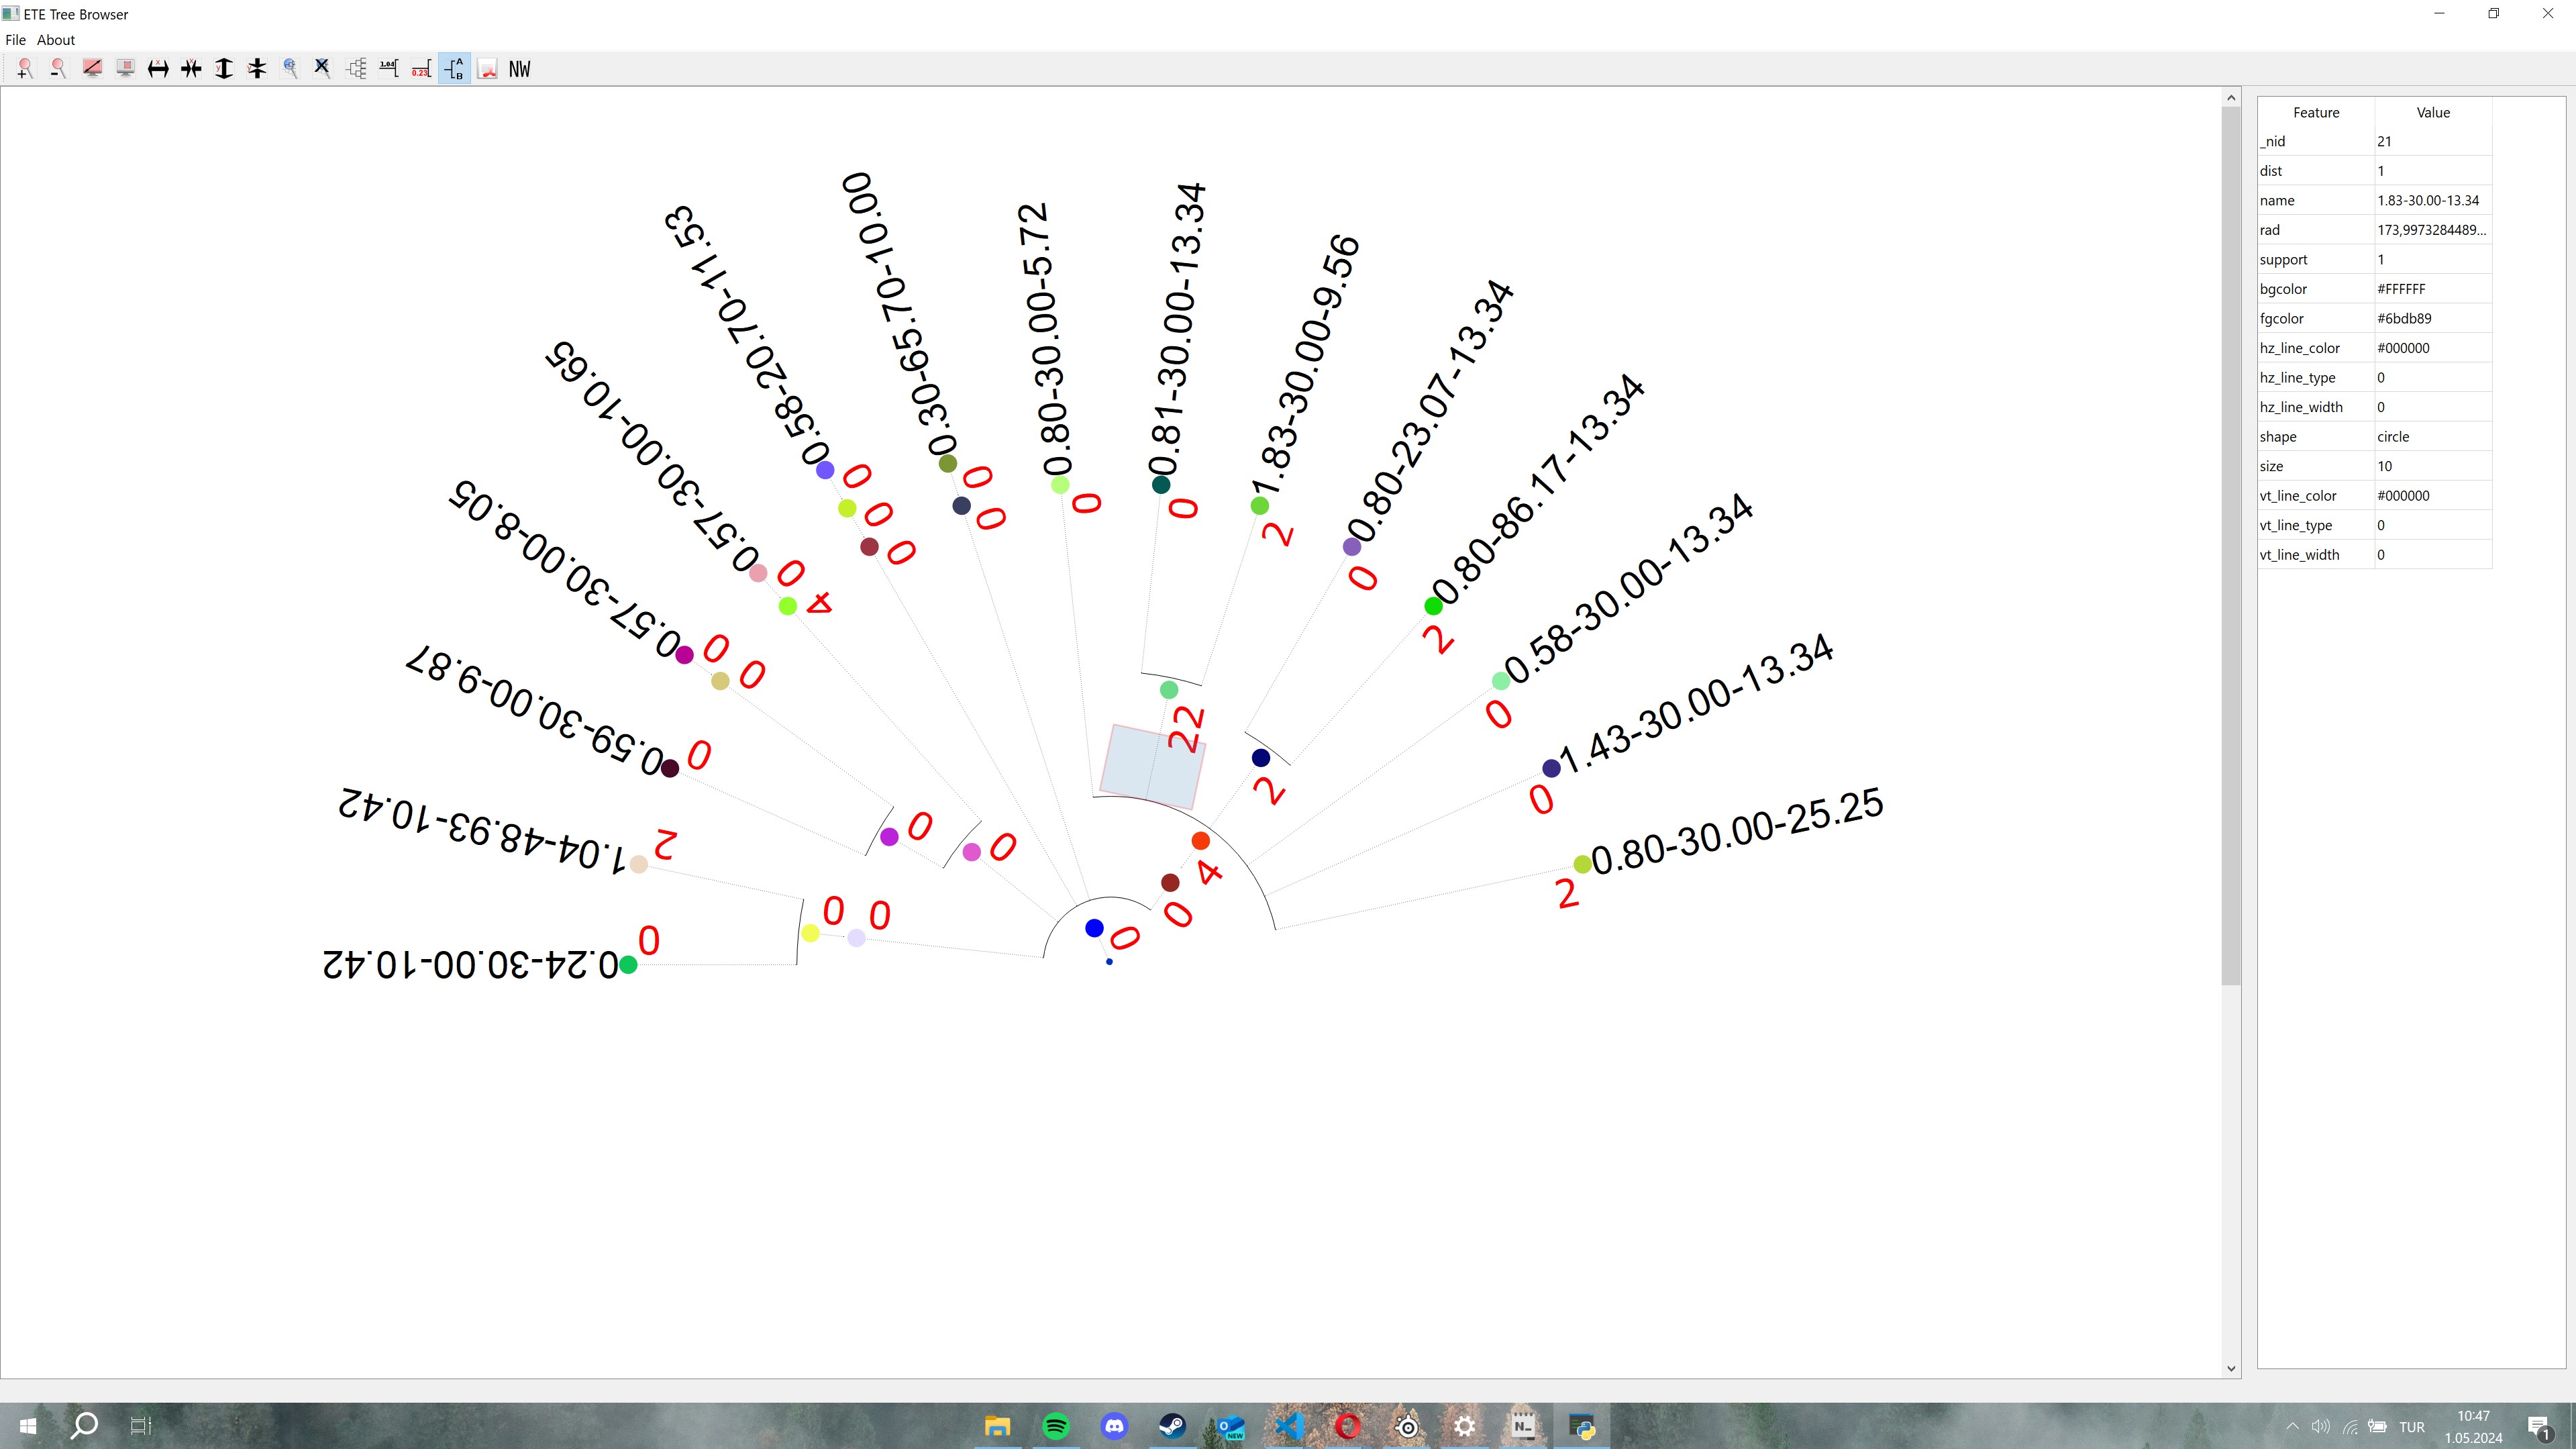 ETE Tree Browser
File About
1.04
0.23
A
B
NW
0.24-30.00-10.42
0
1.04-48.93-10.42
2
0
0
0.59-30.00-9.87
0
0.57-30.00-8.05
0
0
0
0.57-30.00-10.65
0
4
0
0.58-20.70-11.53
0
0
0
0.30-65.70-10.00
0
0
0.80-30.00-5.72
0
0.81-30.00-13.34
0
1.83-30.00-9.56
2
22
0.80-23.07-13.34
0
0.80-86.17-13.34
2
2
0.58-30.00-13.34
0
1.43-30.00-13.34
0
0.80-30.00-25.25
2
4
0
0
Feature Value
_nid 21
dist 1
name 1.83-30.00-13.34
rad 173,9973284489...
support 1
bgcolor #FFFFFF
fgcolor #6bdb89
hz_line_color #000000
hz_line_type 0
hz_line_width 0
shape circle
size 10
vt_line_color #000000
vt_line_type 0
vt_line_width 0
NEW
TUR
10:47
1.05.2024
1